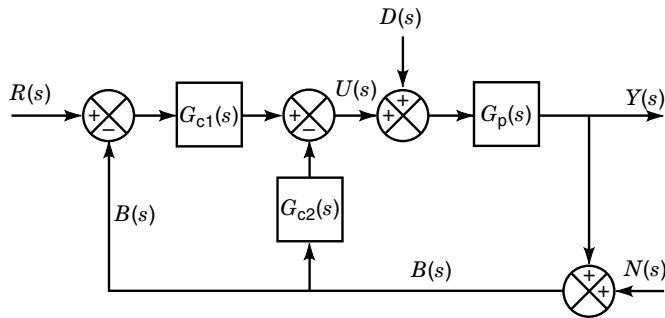 D(s)
R(s)
+
−
G_c1(s)
+
−
U(s)
+
+
G_p(s)
Y(s)
G_c2(s)
B(s)
B(s)
+
+
N(s)